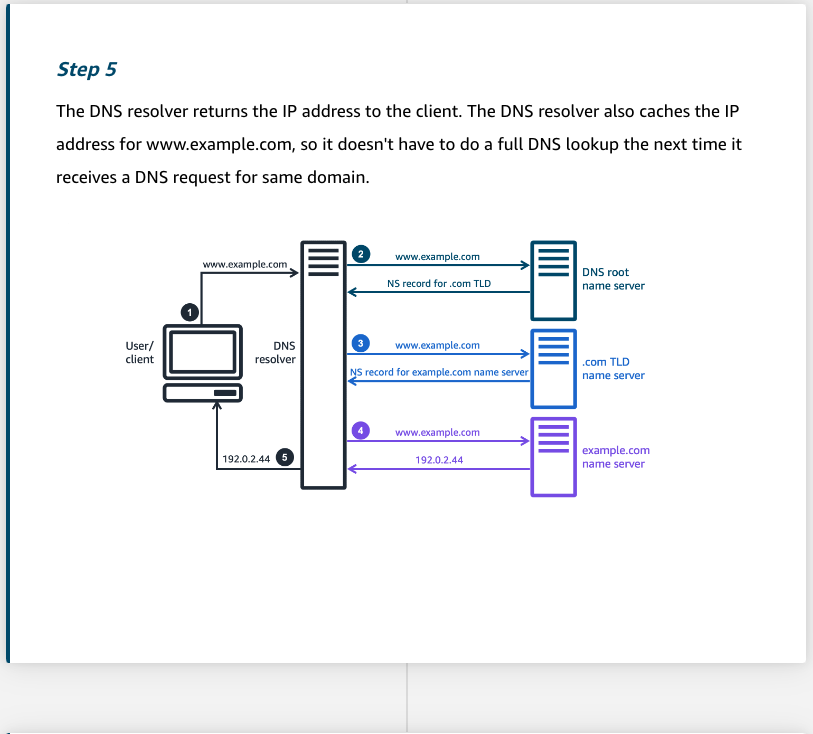 Step 5
The DNS resolver returns the IP address to the client. The DNS resolver also caches the IP
address for www.example.com, so it doesn't have to do a full DNS lookup the next time it
receives a DNS request for same domain.
www.example.com
1
User/
client
DNS
resolver
192.0.2.44
5
2
www.example.com
NS record for .com TLD
DNS root
name server
3
www.example.com
NS record for example.com name server
.com TLD
name server
4
www.example.com
192.0.2.44
example.com
name server